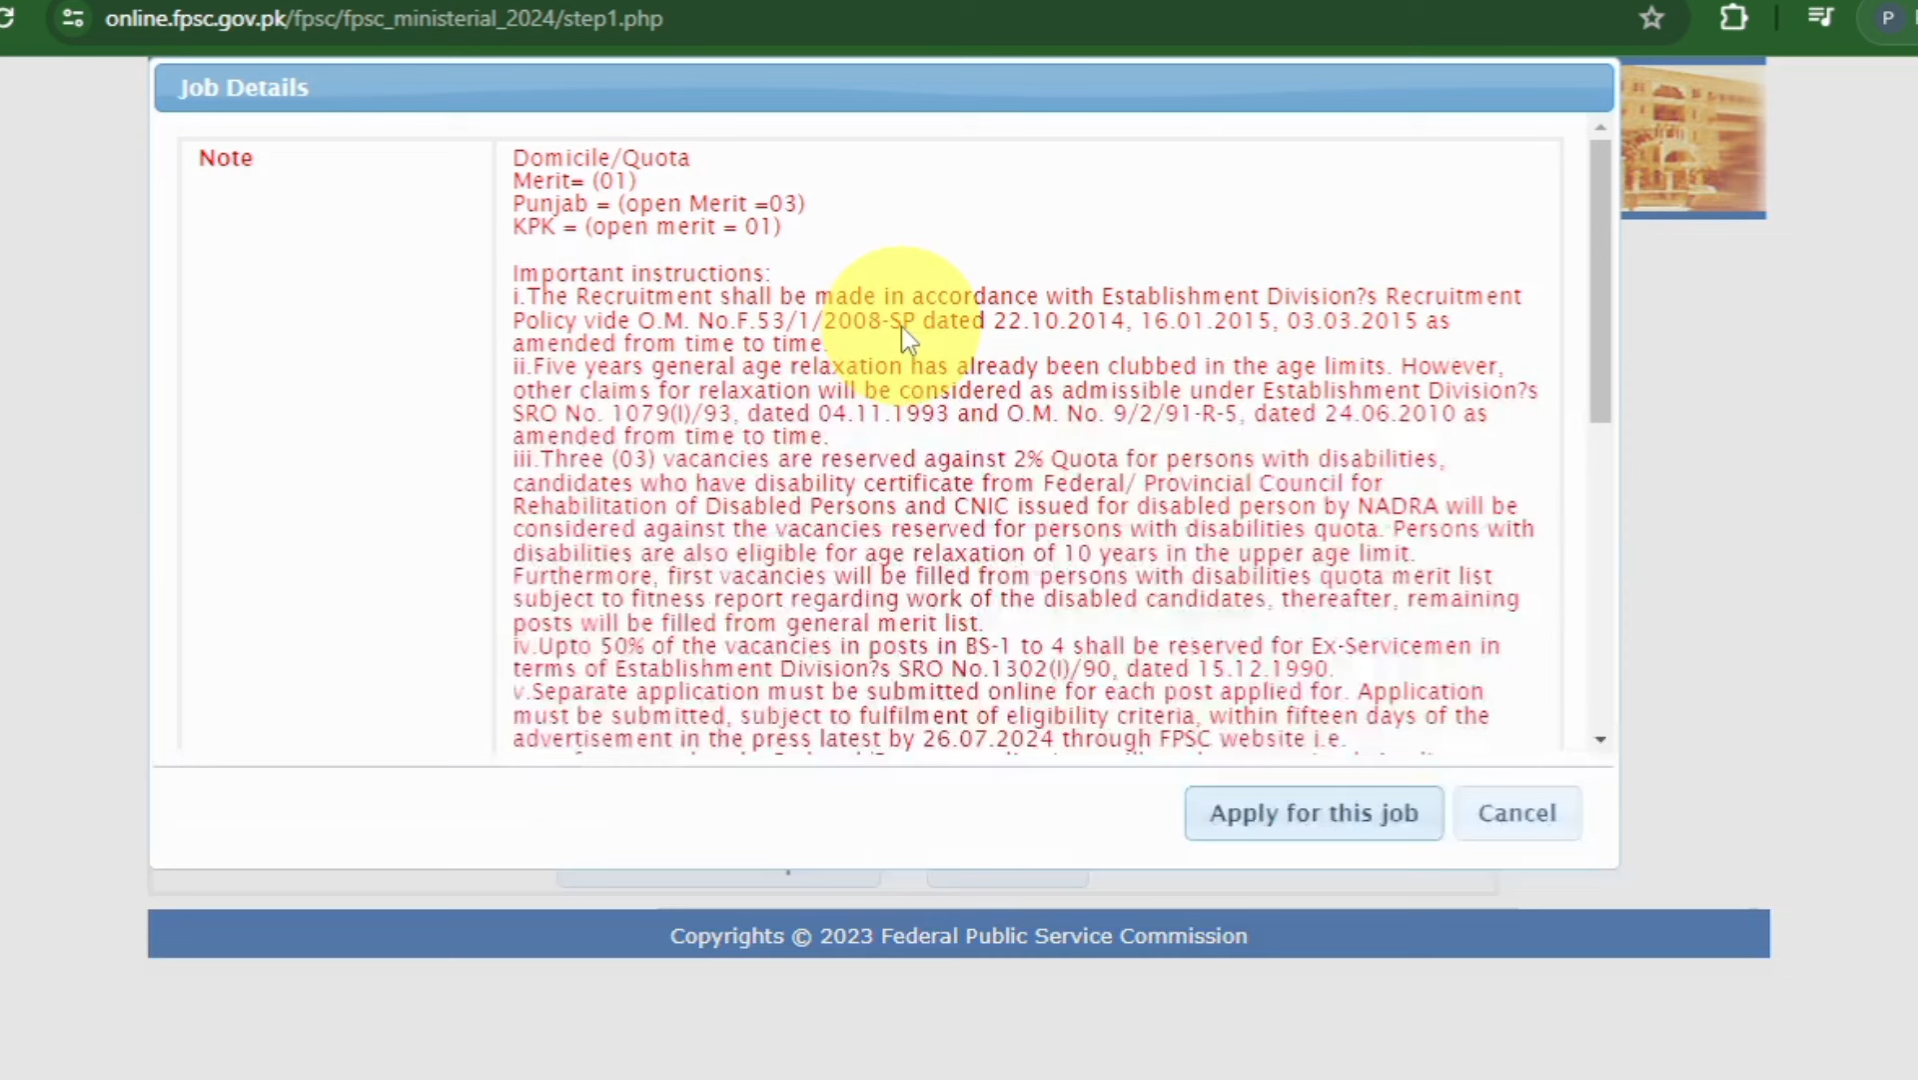 online.fpsc.gov.pk/fpsc/fpsc_ministerial_2024/step1.php
P
Job Details
Note
Domicile/Quota
Merit= (01)
Punjab = (open Merit =03)
KPK = (open merit = 01)
Important instructions:
i.The Recruitment shall be made in accordance with Establishment Division?s Recruitment
Policy vide O.M. No.F.53/1/2008-SP dated 22.10.2014, 16.01.2015, 03.03.2015 as
amended from time to time.
ii.Five years general age relaxation has already been clubbed in the age limits. However,
other claims for relaxation will be considered as admissible under Establishment Division?s
SRO No. 1079(I)/93, dated 04.11.1993 and O.M. No. 9/2/91-R-5, dated 24.06.2010 as
amended from time to time.
iii.Three (03) vacancies are reserved against 2% Quota for persons with disabilities,
candidates who have disability certificate from Federal/ Provincial Council for
Rehabilitation of Disabled Persons and CNIC issued for disabled person by NADRA will be
considered against the vacancies reserved for persons with disabilities quota. Persons with
disabilities are also eligible for age relaxation of 10 years in the upper age limit.
Furthermore, first vacancies will be filled from persons with disabilities quota merit list
subject to fitness report regarding work of the disabled candidates, thereafter, remaining
posts will be filled from general merit list.
iv.Upto 50% of the vacancies in posts in BS-1 to 4 shall be reserved for Ex-Servicemen in
terms of Establishment Division?s SRO No.1302(I)/90, dated 15.12.1990.
v.Separate application must be submitted online for each post applied for. Application
must be submitted, subject to fulfilment of eligibility criteria, within fifteen days of the
advertisement in the press latest by 26.07.2024 through FPSC website i.e.
Apply for this job
Cancel
Copyrights © 2023 Federal Public Service Commission